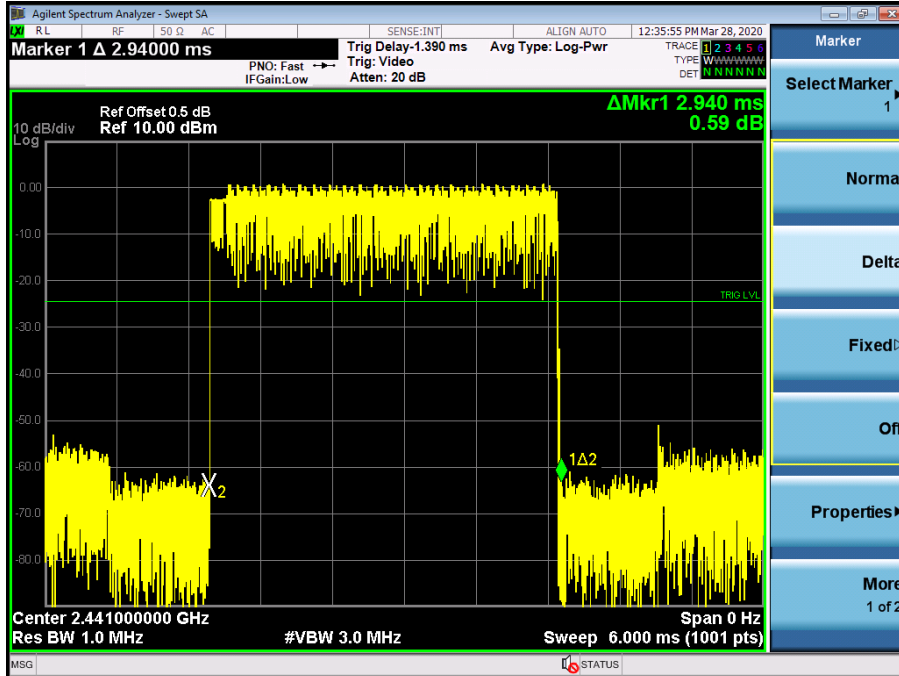 Agilent Spectrum Analyzer - Swept SA
LXI RL RF 50 Ω AC SENSE:INT ALIGN AUTO 12:35:55 PM Mar 28, 2020
Marker 1 Δ 2.94000 ms
PNO: Fast
IFGain:Low
Trig Delay-1.390 ms
Trig: Video
Atten: 20 dB
Avg Type: Log-Pwr
TRACE 1 2 3 4 5 6
TYPE WWWWWW
DET N N N N N N
ΔMkr1 2.940 ms
0.59 dB
Ref Offset 0.5 dB
10 dB/div Ref 10.00 dBm
Log
0.00
-10.0
-20.0
TRIG LVL
-30.0
-40.0
-50.0
-60.0
1Δ2
2
-70.0
-80.0
Center 2.441000000 GHz Span 0 Hz
Res BW 1.0 MHz #VBW 3.0 MHz Sweep 6.000 ms (1001 pts)
MSG STATUS
Marker
Select Marker
1
Norma
Delta
Fixed
Of
Properties
More
1 of 2